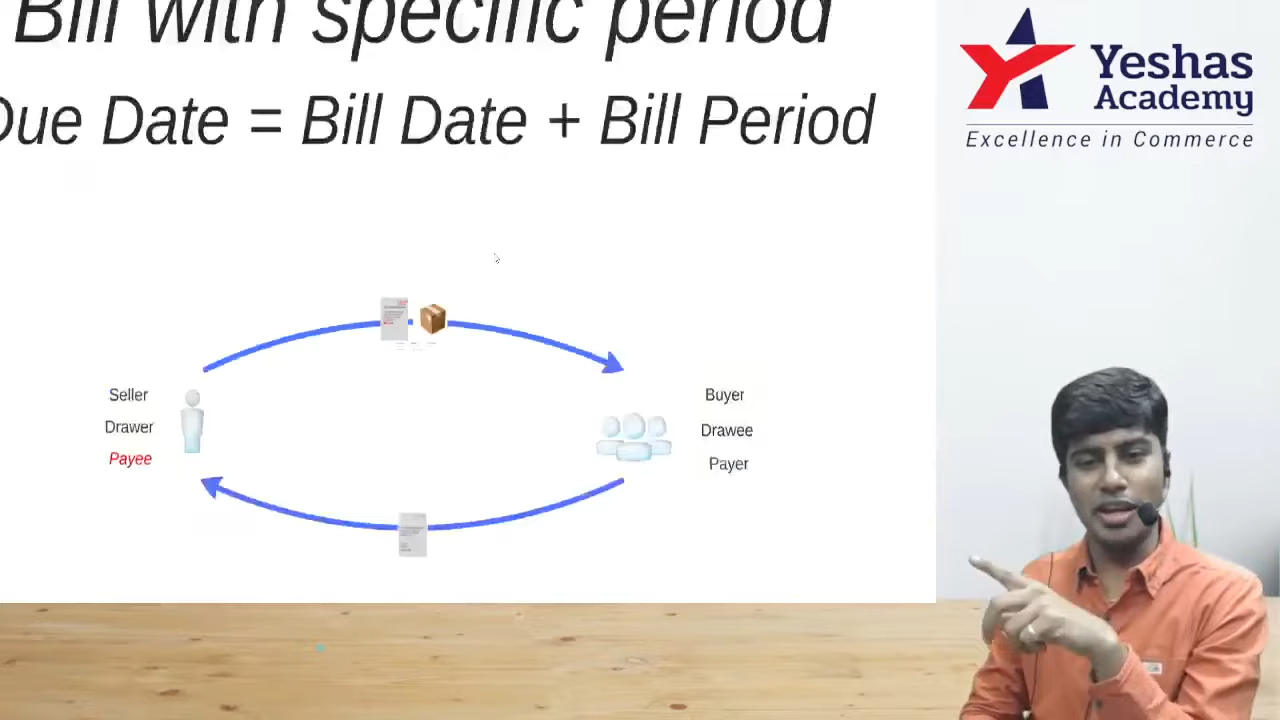 Bill with specific period
Due Date = Bill Date + Bill Period
Yeshas
Academy
Excellence in Commerce
Seller
Drawer
Payee
Buyer
Drawee
Payer